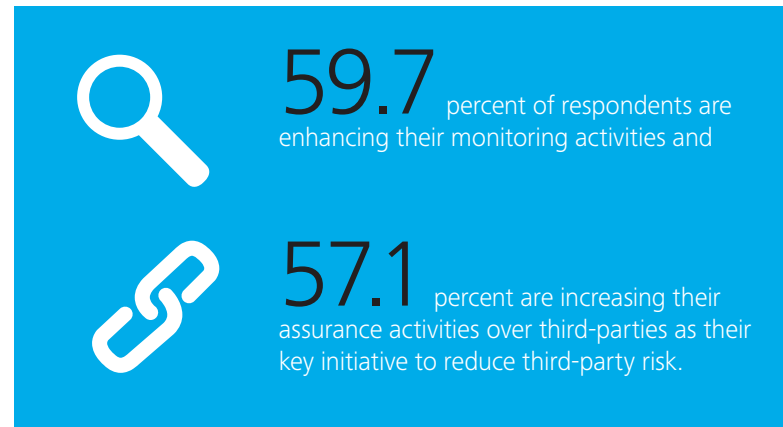 59.7 percent of respondents are
enhancing their monitoring activities and
57.1 percent are increasing their
assurance activities over third-parties as their
key initiative to reduce third-party risk.